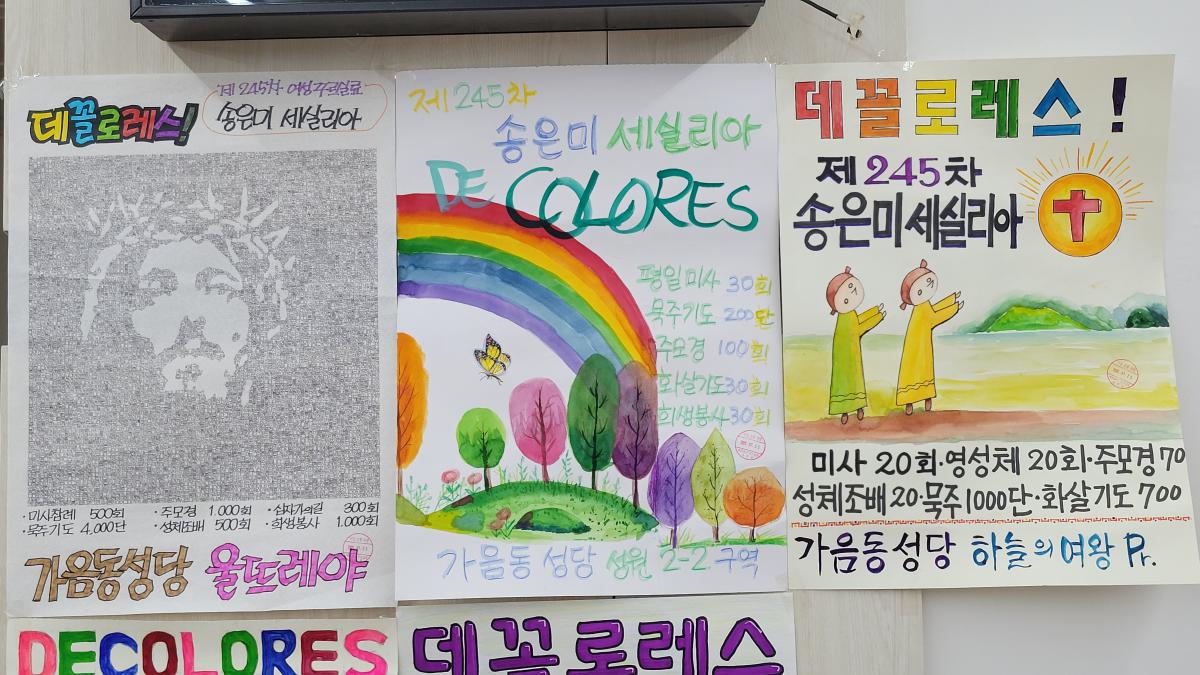 제 245차 여성 꾸르실료
데꼴로레스!
송은미 세실리아
·미사참례 500회 ·주모경 1,000회 ·십자가의길 300회
·묵주기도 4,000단 ·성체조배 500회 ·희생봉사 1,000회
가음동성당 울뜨레야
제 245차
송은미 세실리아
DE COLORES
평일미사 30회
묵주기도 200단
주모경 100회
화살기도 30회
희생봉사 30회
가음동 성당 성원 2-2 구역
데꼴로레스!
제 245차
송은미 세실리아
미사 20회·영성체 20회·주모경 70
성체조배 20·묵주 1000단·화살기도 700
가음동 성당 하늘의 여왕 Pr.
DECOLORES
데꼴로레스